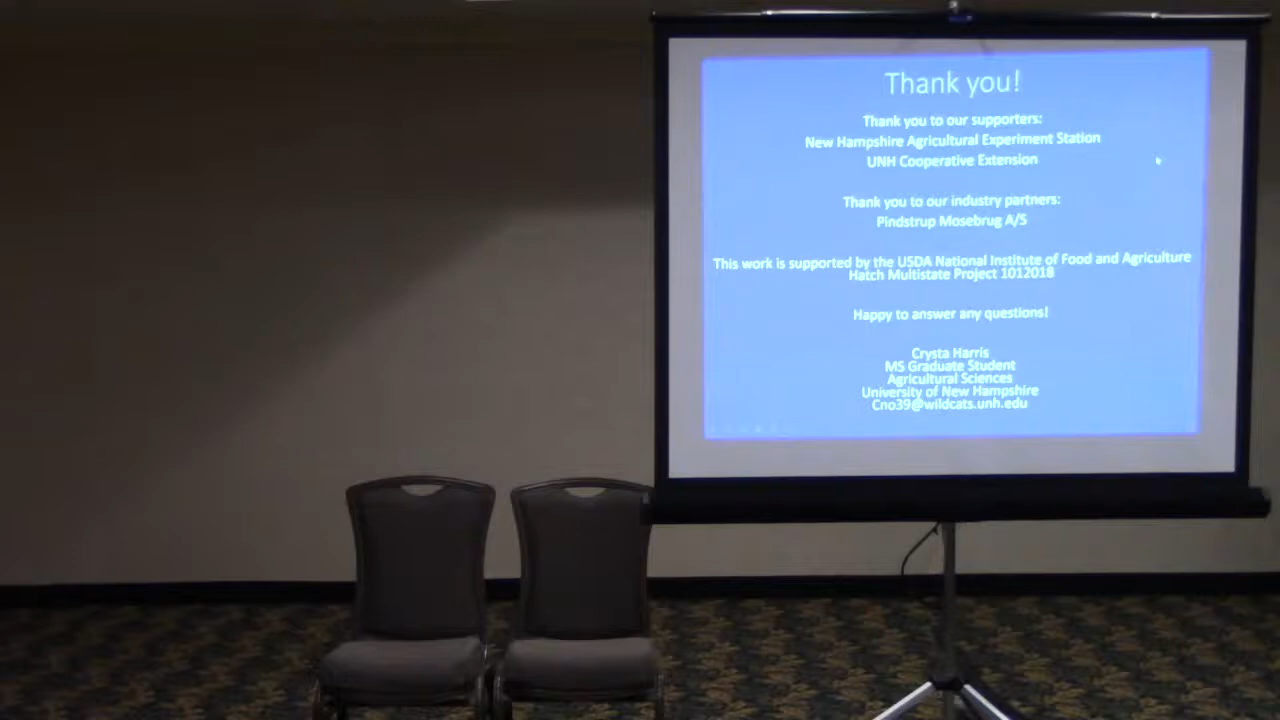 Thank you!
Thank you to our supporters:
New Hampshire Agricultural Experiment Station
UNH Cooperative Extension
Thank you to our industry partners:
Pindstrup Mosebrug A/S
This work is supported by the USDA National Institute of Food and Agriculture
Hatch Multistate Project 1012018
Happy to answer any questions!
Crysta Harris
MS Graduate Student
Agricultural Sciences
University of New Hampshire
Cno39@wildcats.unh.edu